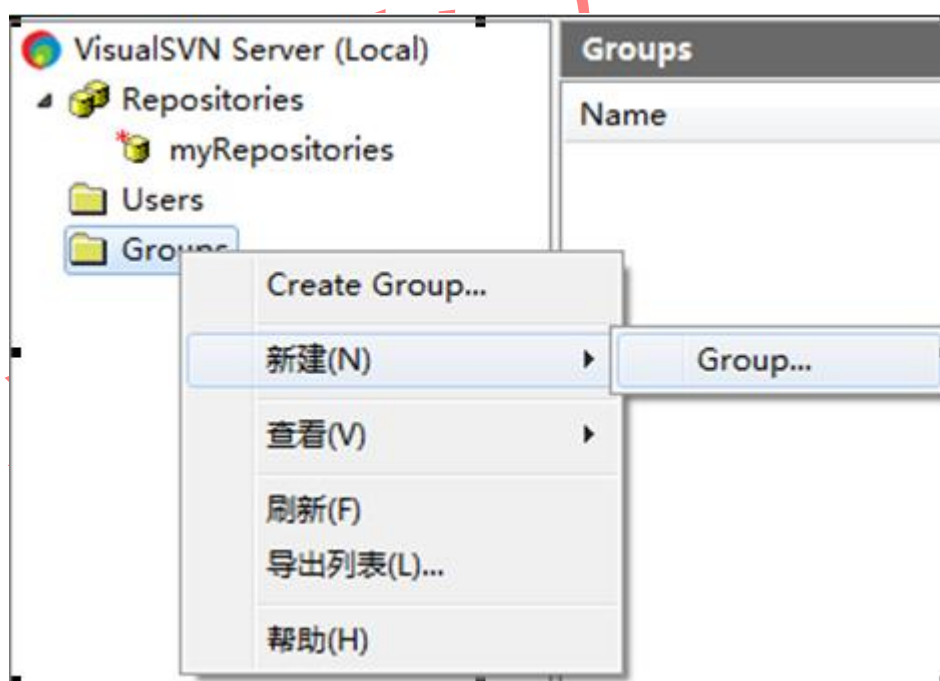 VisualSVN Server (Local)
Repositories
myRepositories
Users
Groups
Groups
Name
Create Group...
新建(N)
Group...
查看(V)
刷新(F)
导出列表(L)...
帮助(H)